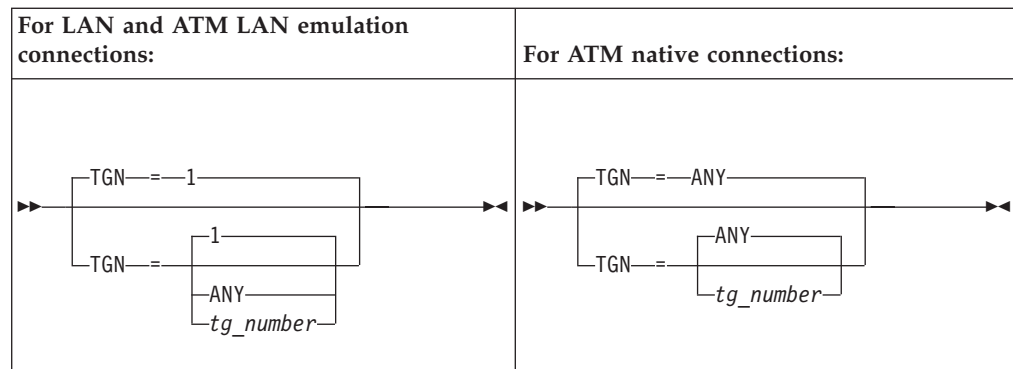 For LAN and ATM LAN emulation
connections:
For ATM native connections:
TGN = 1
TGN =
1
ANY
tg_number
TGN = ANY
TGN =
ANY
tg_number